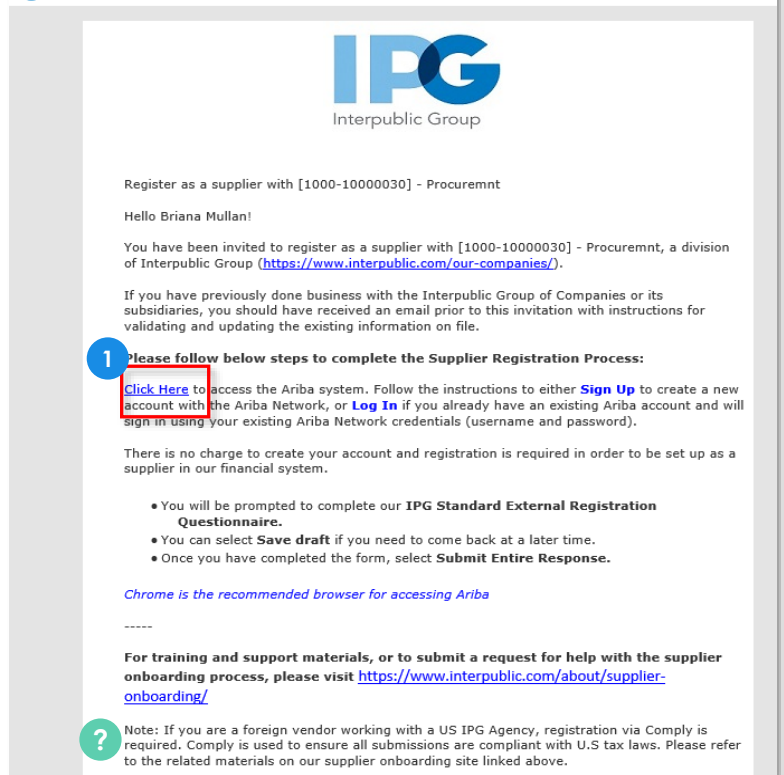 IPG
Interpublic Group
Register as a supplier with [1000-10000030] - Procuremnt
Hello Briana Mullan!
You have been invited to register as a supplier with [1000-10000030] - Procuremnt, a division
of Interpublic Group (https://www.interpublic.com/our-companies/).
If you have previously done business with the Interpublic Group of Companies or its
subsidiaries, you should have received an email prior to this invitation with instructions for
validating and updating the existing information on file.
1
Please follow below steps to complete the Supplier Registration Process:
Click Here to access the Ariba system. Follow the instructions to either Sign Up to create a new
account with the Ariba Network, or Log In if you already have an existing Ariba account and will
sign in using your existing Ariba Network credentials (username and password).
There is no charge to create your account and registration is required in order to be set up as a
supplier in our financial system.
• You will be prompted to complete our IPG Standard External Registration
Questionnaire.
• You can select Save draft if you need to come back at a later time.
• Once you have completed the form, select Submit Entire Response.
Chrome is the recommended browser for accessing Ariba
-----
For training and support materials, or to submit a request for help with the supplier
onboarding process, please visit https://www.interpublic.com/about/supplier-
onboarding/
?
Note: If you are a foreign vendor working with a US IPG Agency, registration via Comply is
required. Comply is used to ensure all submissions are compliant with U.S tax laws. Please refer
to the related materials on our supplier onboarding site linked above.